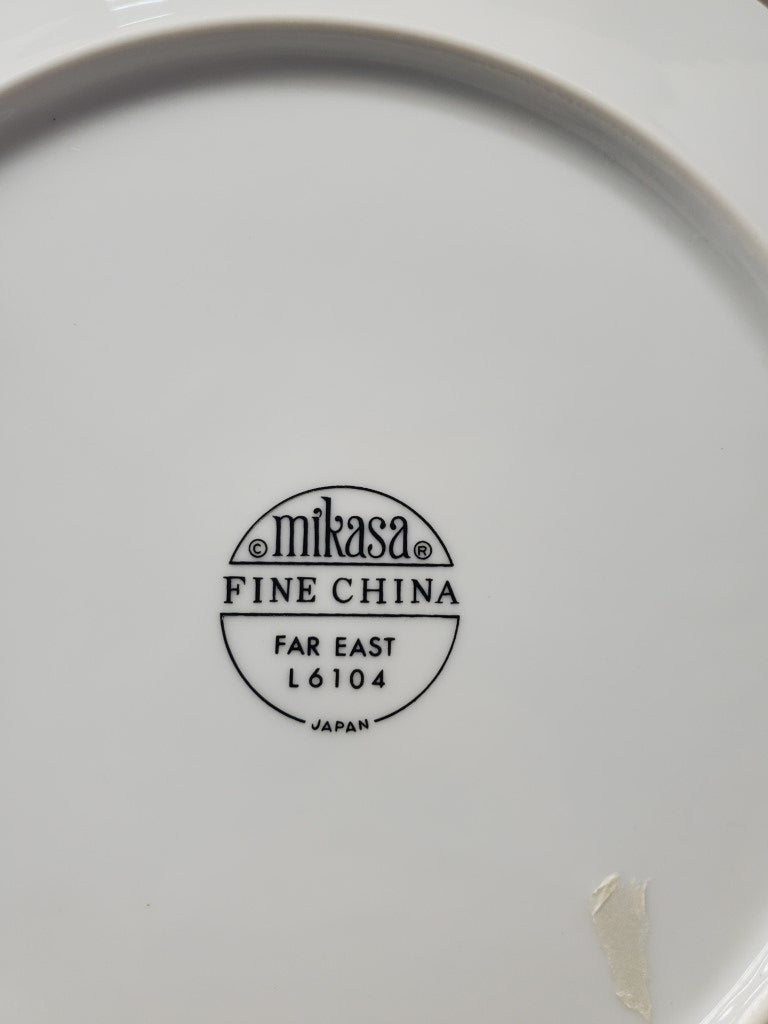 © mikasa ®
FINE CHINA
FAR EAST
L6104
JAPAN